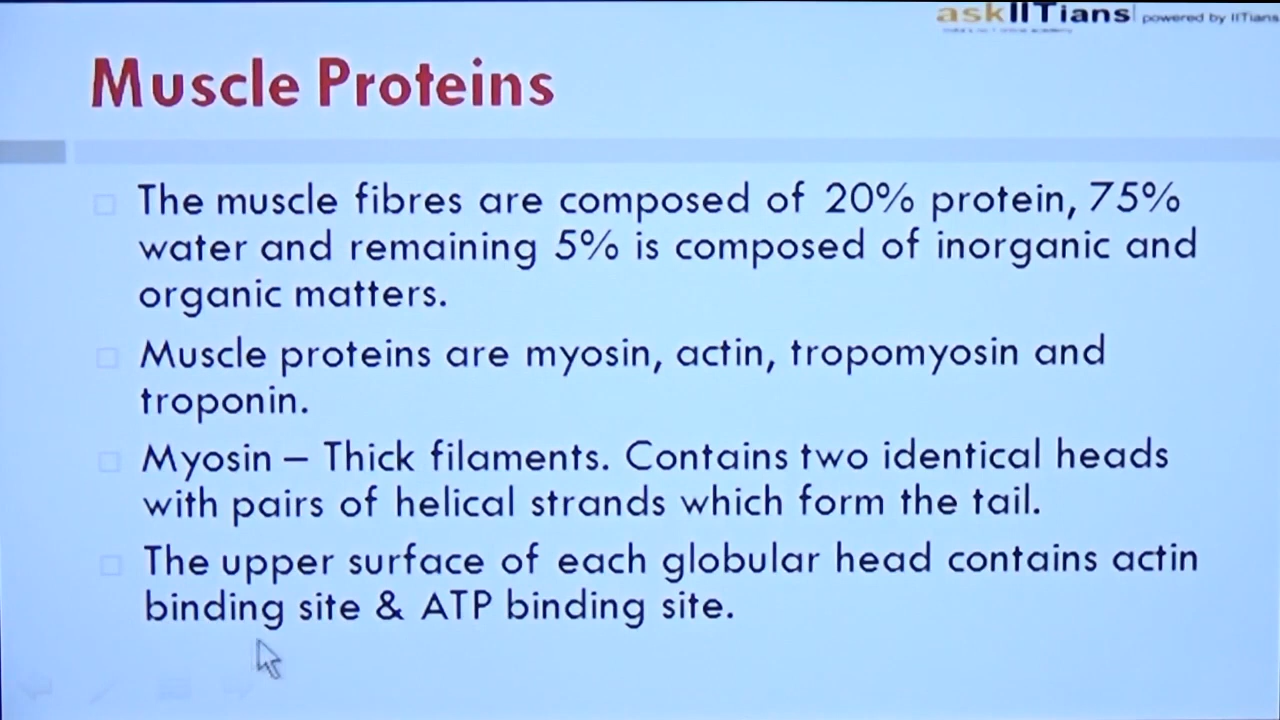 askIITians powered by IITians
Muscle Proteins
The muscle fibres are composed of 20% protein, 75%
water and remaining 5% is composed of inorganic and
organic matters.
Muscle proteins are myosin, actin, tropomyosin and
troponin.
Myosin – Thick filaments. Contains two identical heads
with pairs of helical strands which form the tail.
The upper surface of each globular head contains actin
binding site & ATP binding site.